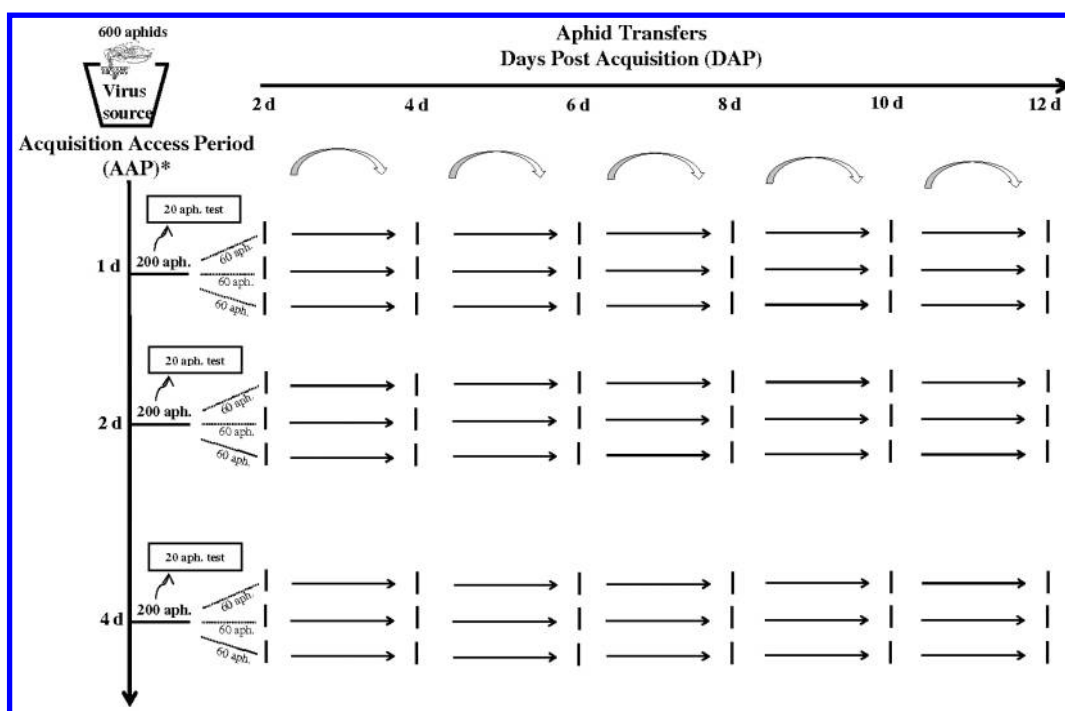 600 aphids
Virus
source
Aphid Transfers
Days Post Acquisition (DAP)
2 d 4 d 6 d 8 d 10 d 12 d
Acquisition Access Period
(AAP)*
20 aph. test
1 d 200 aph.
60 aph.
60 aph.
60 aph.
20 aph. test
2 d 200 aph.
60 aph.
60 aph.
60 aph.
20 aph. test
4 d 200 aph.
60 aph.
60 aph.
60 aph.